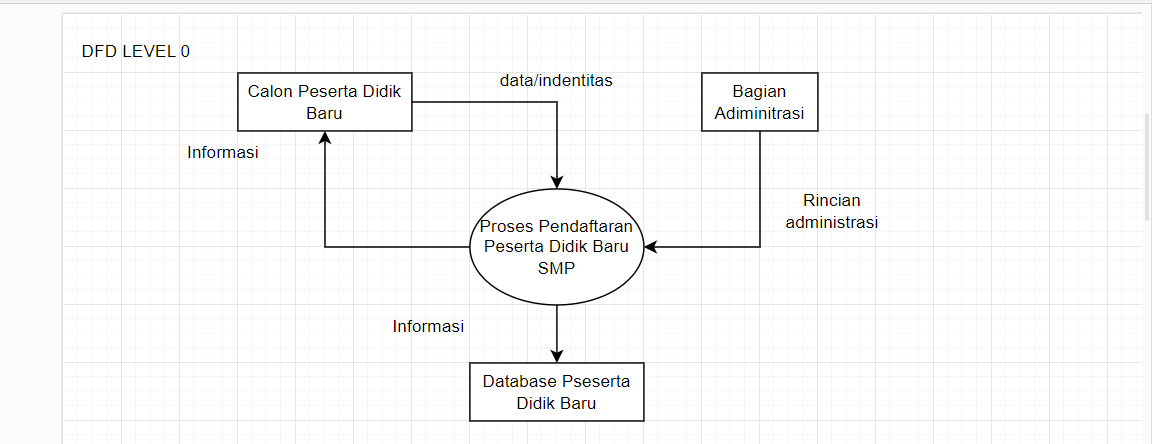 DFD LEVEL 0
Calon Peserta Didik
Baru
data/indentitas
Bagian
Adiminitrasi
Informasi
Rincian
administrasi
Proses Pendaftaran
Peserta Didik Baru
SMP
Informasi
Database Pseserta
Didik Baru